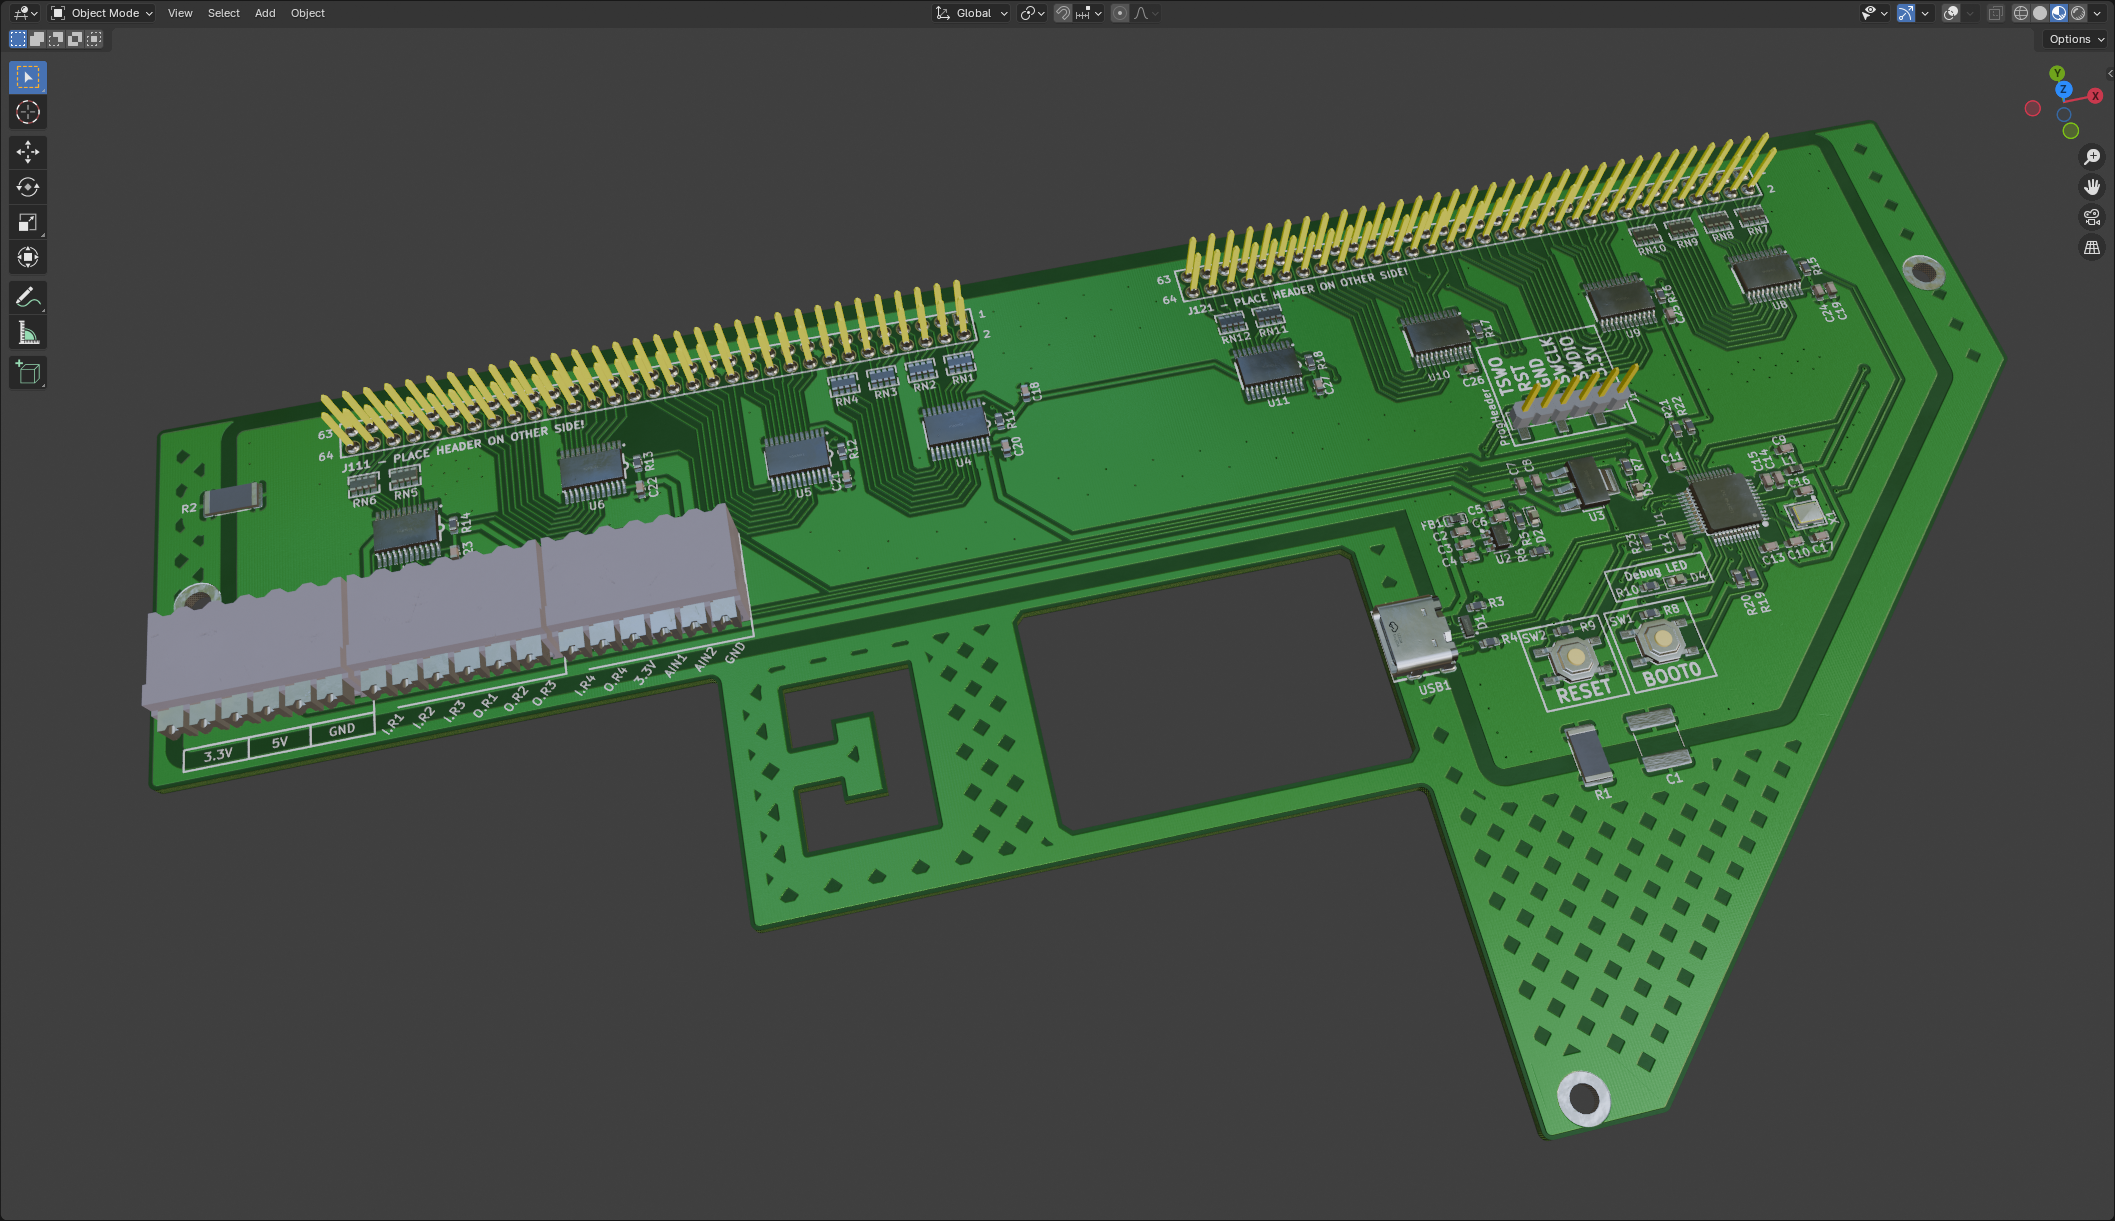 Object Mode
View
Select
Add
Object
Global
Options
Y
Z
X
2
63
64
J121 - PLACE HEADER ON OTHER SIDE!
RN10
RN9
RN8
RN7
RN12
RN11
R15
U8
C24
C19
R16
U9
C25
R17
U10
C26
R18
U11
C27
TSWO
RST
GND
SWCLK
SWDIO
3.3V
ProgHeader
J1
1
2
63
64
J111 - PLACE HEADER ON OTHER SIDE!
RN4
RN3
RN2
RN1
RN6
RN5
C18
R11
U4
C20
R12
U5
C21
R13
U6
C22
R14
R2
R21
R22
C9
C11
C15
C14
C16
C7
C8
R7
U3
U1
X1
FB1
C5
C6
C2
C3
C4
U2
R6
R5
D2
R23
C12
C13
C10
C17
Debug LED
R10
D4
R20
R19
R3
D1
R4
SW2
R9
SW1
R8
RESET
BOOT0
USB1
R1
C1
3.3V
5V
GND
I.R1
I.R2
I.R3
O.R1
O.R2
O.R3
I.R4
O.R4
3.3V
AIN1
AIN2
GND